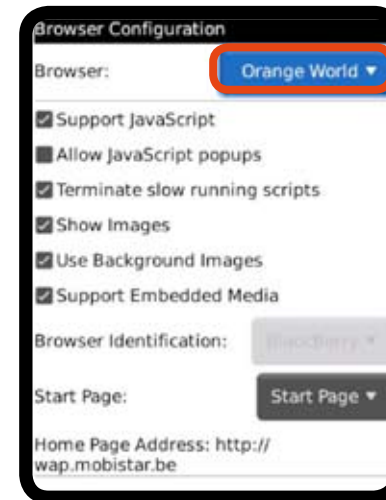 Browser Configuration
Browser: Orange World
Support JavaScript
Allow JavaScript popups
Terminate slow running scripts
Show Images
Use Background Images
Support Embedded Media
Browser Identification: BlackBerry
Start Page: Start Page
Home Page Address: http://
wap.mobistar.be